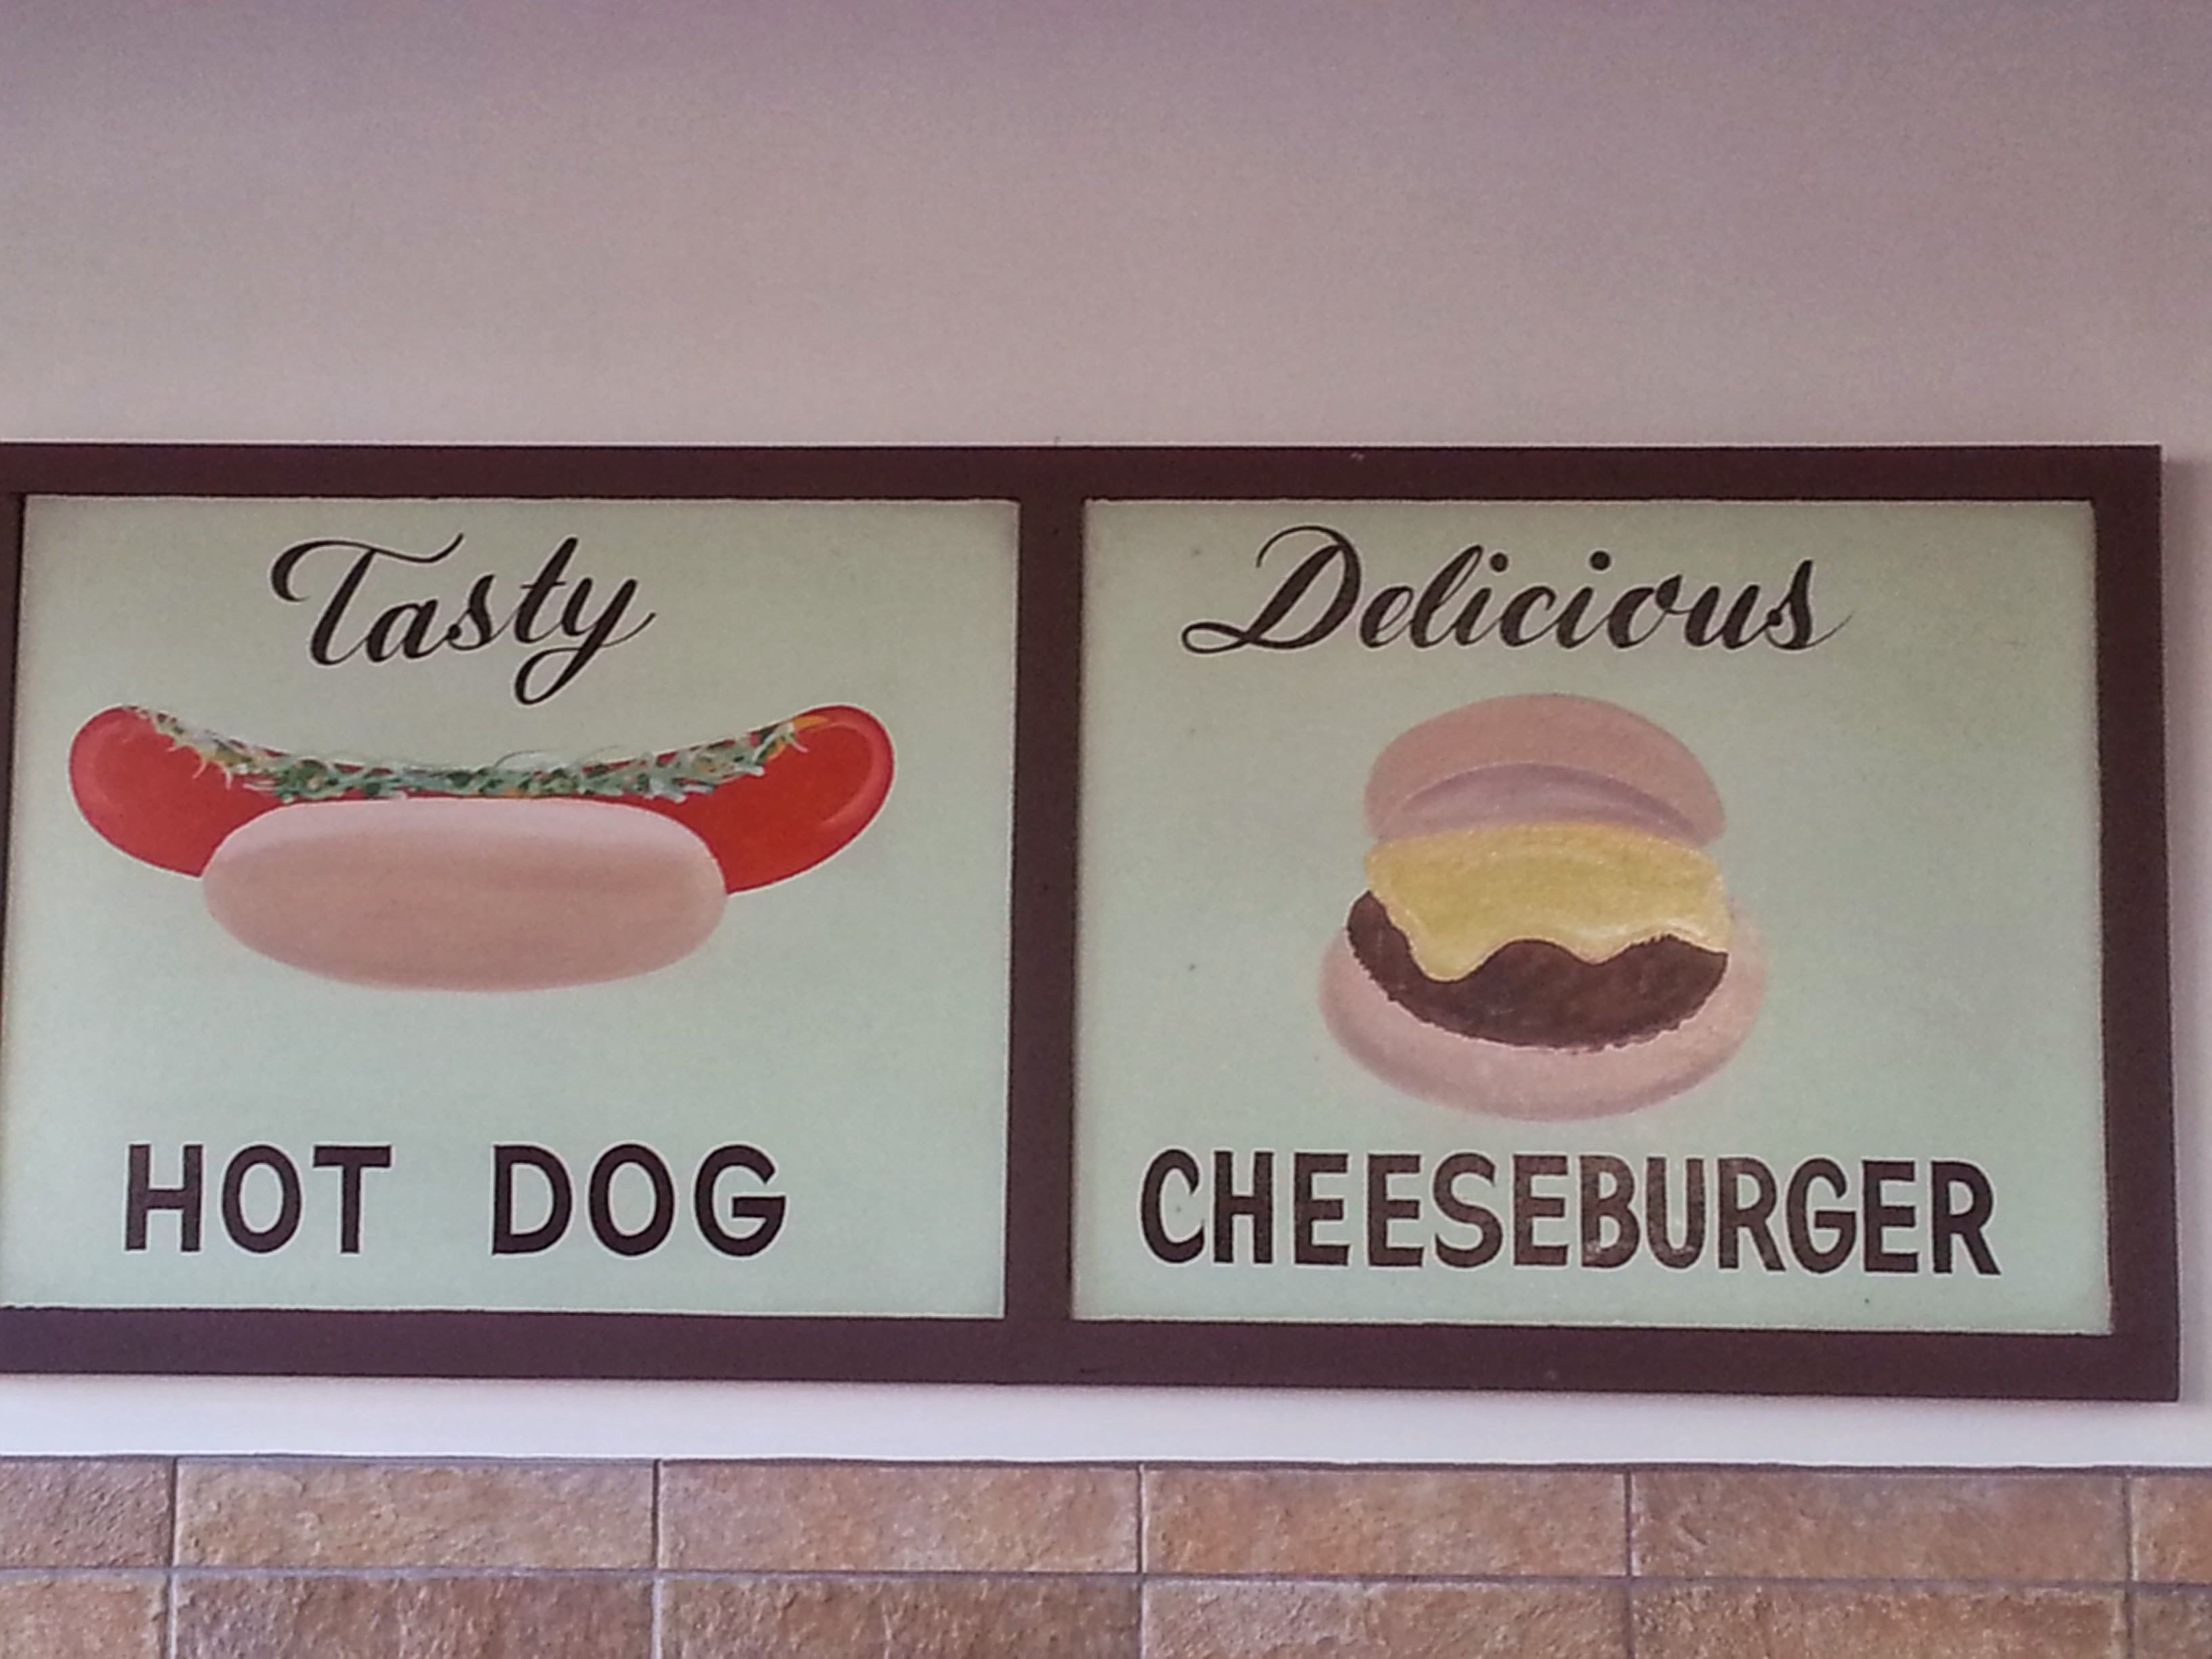 Tasty
HOT DOG
Delicious
CHEESEBURGER